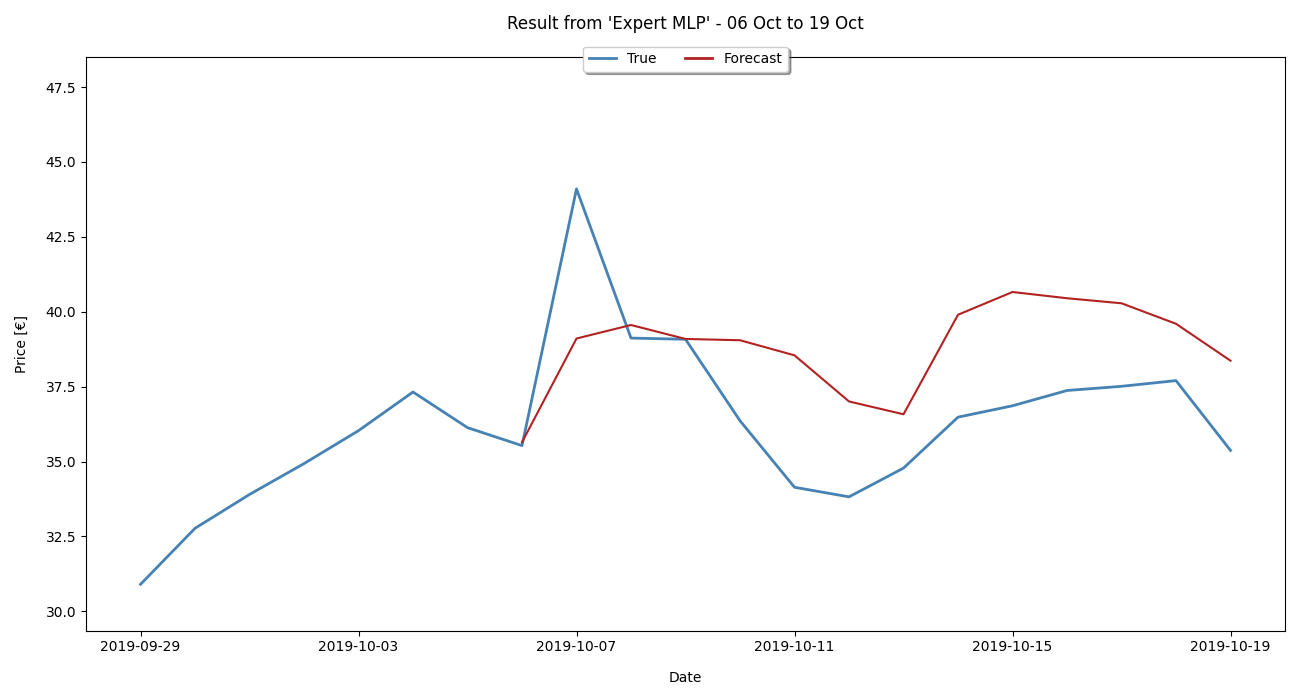 Result from 'Expert MLP' - 06 Oct to 19 Oct
True Forecast
47.5
45.0
42.5
40.0
37.5
35.0
32.5
30.0
Price [€]
2019-09-29 2019-10-03 2019-10-07 2019-10-11 2019-10-15 2019-10-19
Date